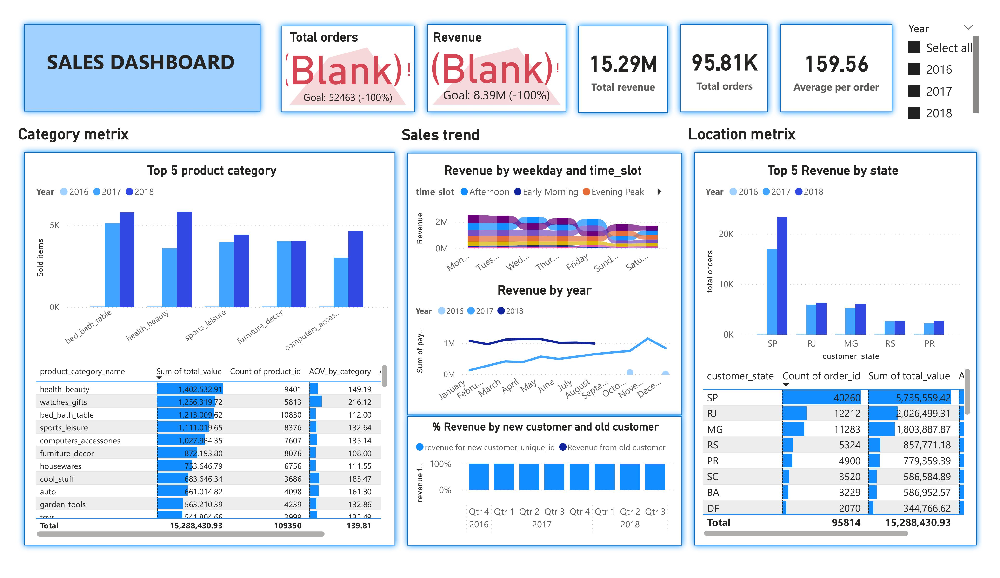 SALES DASHBOARD
Total orders
(Blank) !
Goal: 52463 (-100%)
Revenue
(Blank) !
Goal: 8.39M (-100%)
15.29M
Total revenue
95.81K
Total orders
159.56
Average per order
Year
Select all
2016
2017
2018
Category metrix
Top 5 product category
Year 2016 2017 2018
Sold items
5K
0K
bed_bath_table
health_beauty
sports_leisure
furniture_decor
computers_acces...
product_category_name Sum of total_value Count of product_id AOV_by_category A
health_beauty 1,402,532.91 9401 149.19
watches_gifts 1,256,319.72 5813 216.12
bed_bath_table 1,213,009.62 10830 112.00
sports_leisure 1,111,019.65 8376 132.64
computers_accessories 1,027,984.35 7607 135.14
furniture_decor 872,193.80 8076 108.00
housewares 753,646.79 6756 111.55
cool_stuff 683,646.34 3686 185.47
auto 661,014.82 4098 161.30
garden_tools 563,210.39 4239 132.86
toys 541,804.66 3999 135.49
Total 15,288,430.93 109350 139.81
Sales trend
Revenue by weekday and time_slot
time_slot Afternoon Early Morning Evening Peak
Revenue
2M
0M
Mon...
Tues...
Wed...
Thur...
Friday
Sund...
Satu...
Revenue by year
Year 2016 2017 2018
Sum of pay...
1M
0M
January
Febru...
March
April
May
June
July
August
Septe...
Octo...
Nove...
Dece...
% Revenue by new customer and old customer
revenue for new customer_unique_id Revenue from old customer
revenue f...
100%
0%
Qtr 4 Qtr 1 Qtr 2 Qtr 3 Qtr 4 Qtr 1 Qtr 2 Qtr 3
2016 2017 2018
Location metrix
Top 5 Revenue by state
Year 2016 2017 2018
total orders
20K
10K
0K
SP RJ MG RS PR
customer_state
customer_state Count of order_id Sum of total_value A
SP 40260 5,735,559.42
RJ 12212 2,026,499.31
MG 11283 1,803,887.87
RS 5324 857,771.18
PR 4900 779,359.39
SC 3520 586,584.89
BA 3229 586,952.57
DF 2070 344,766.62
Total 95814 15,288,430.93